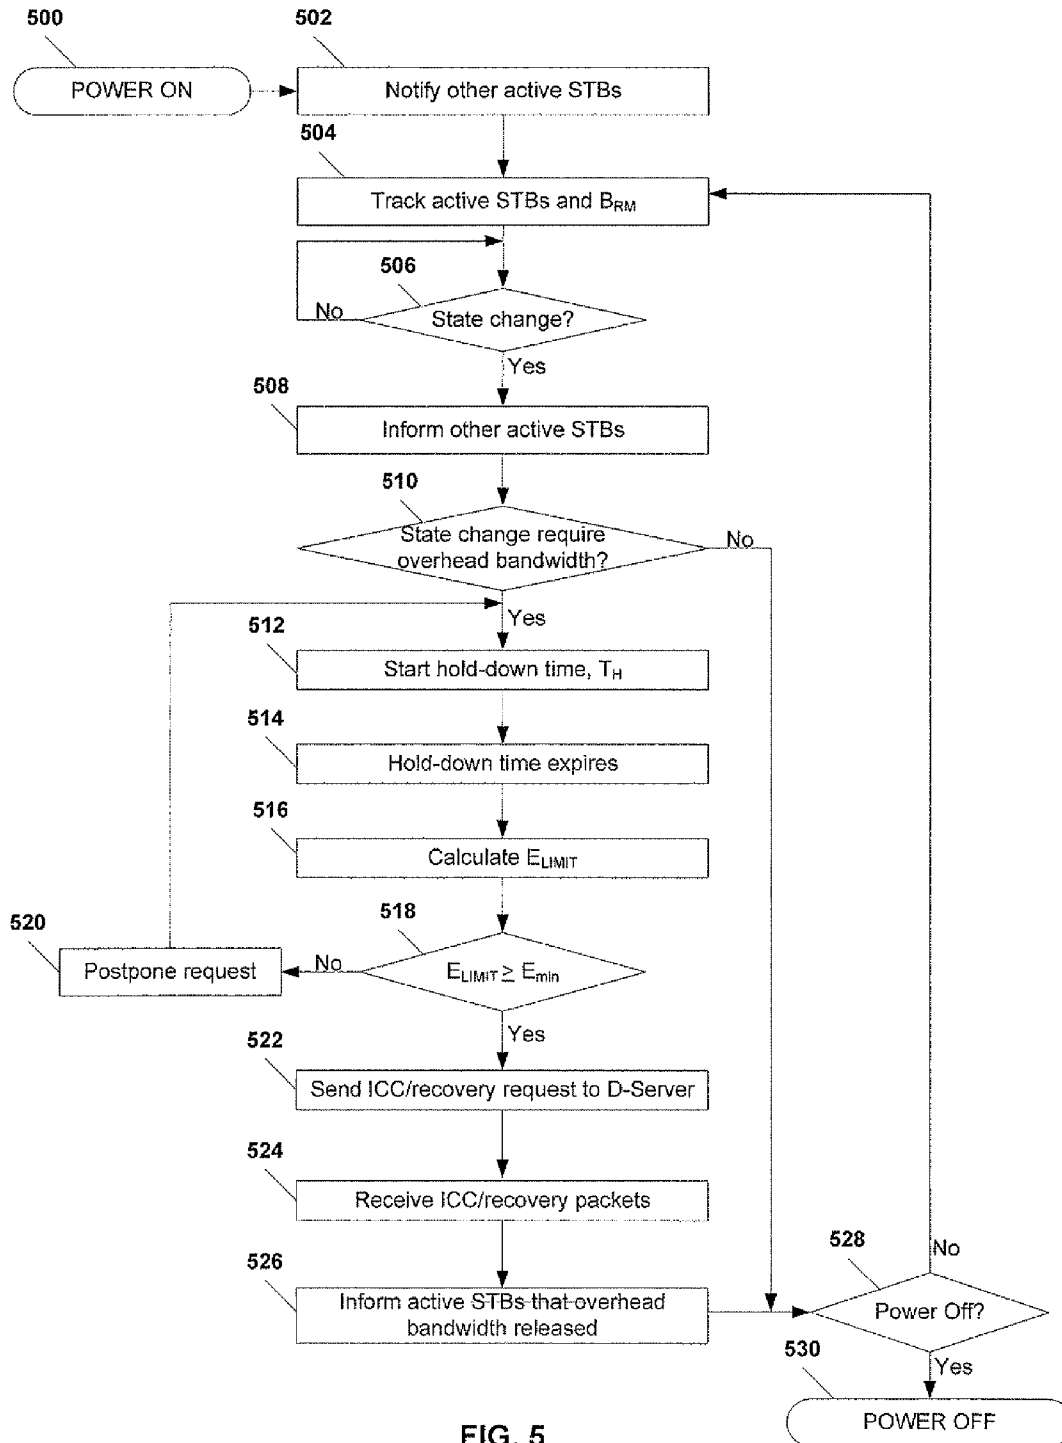 500
POWER ON
502
Notify other active STBs
504
Track active STBs and B_RM
506
State change?
No
Yes
508
Inform other active STBs
510
State change require
overhead bandwidth?
No
Yes
512
Start hold-down time, T_H
514
Hold-down time expires
516
Calculate E_LIMIT
518
E_LIMIT ≥ E_min
No
520
Postpone request
Yes
522
Send ICC/recovery request to D-Server
524
Receive ICC/recovery packets
526
Inform active STBs that overhead
bandwidth released
528
Power Off?
No
Yes
530
POWER OFF
FIG. 5